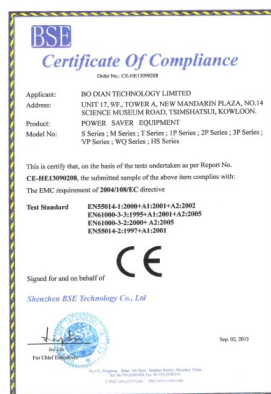 BSE
Certificate Of Compliance
Order No.: CE-HE13090208
Applicant: BO DIAN TECHNOLOGY LIMITED
Address: UNIT 17, 9/F., TOWER A, NEW MANDARIN PLAZA, NO.14
SCIENCE MUSEUM ROAD, TSIMSHATSUI, KOWLOON.
Product: POWER SAVER EQUIPMENT
Model No: S Series ; M Series ; T Series ; 1P Series ; 2P Series ; 3P Series ;
VP Series ; WQ Series ; HS Series
This is certify that, on the basis of the tests undertaken as per Report No.
CE-HE13090208, the submitted sample of the above item complies with:
The EMC requirement of 2004/108/EC directive
Test Standard EN55014-1:2000+A1:2001+A2:2002
EN61000-3-3:1995+A1:2001+A2:2005
EN61000-3-2:2000+ A2:2005
EN55014-2:1997+A1:2001
CE
Signed for and on behalf of
Shenzhen BSE Technology Co., Ltd
Sep. 02, 2013
For Chief Executive